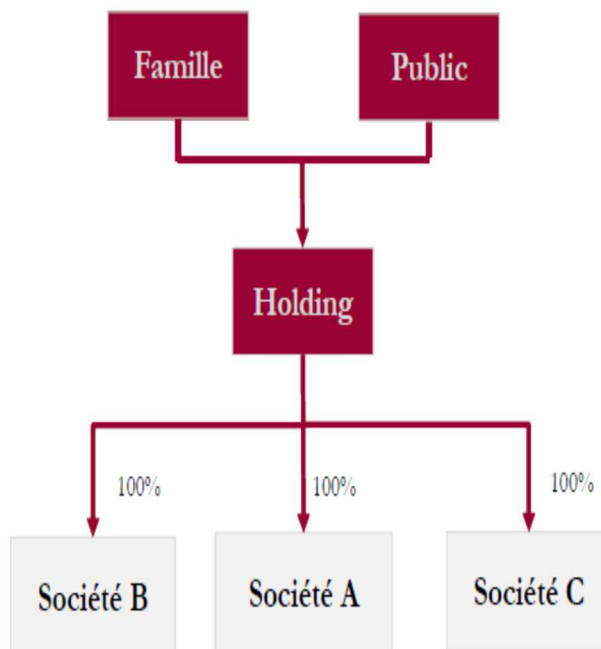 Famille
Public
Holding
100%
100%
100%
Société B
Société A
Société C